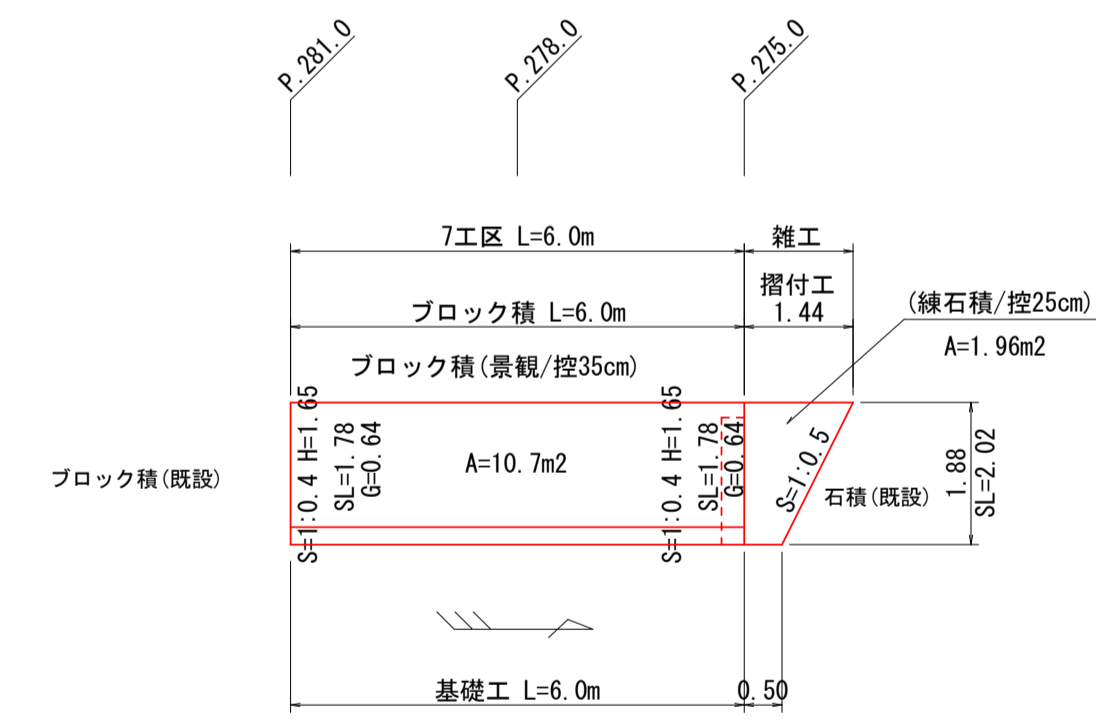 P.281.0
P.278.0
P.275.0
7工区 L=6.0m
雑工
摺付工
1.44
ブロック積 L=6.0m
(練石積/控25cm)
A=1.96m2
ブロック積(景観/控35cm)
S=1:0.4 H=1.65
SL=1.78
G=0.64
A=10.7m2
S=1:0.4 H=1.65
SL=1.78
G=0.64
S=1:0.5
ブロック積(既設)
石積(既設)
1.88
SL=2.02
基礎工 L=6.0m
0.50